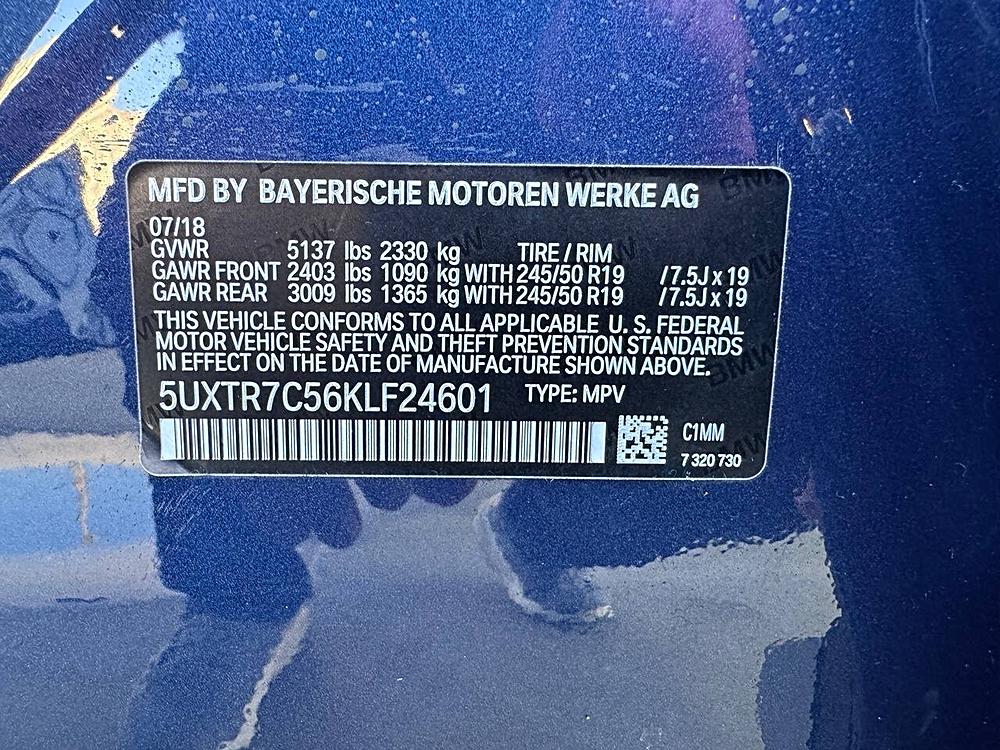 MFD BY BAYERISCHE MOTOREN WERKE AG
07/18
GVWR 5137 lbs 2330 kg TIRE / RIM
GAWR FRONT 2403 lbs 1090 kg WITH 245/50 R19 /7.5J x 19
GAWR REAR 3009 lbs 1365 kg WITH 245/50 R19 /7.5J x 19
THIS VEHICLE CONFORMS TO ALL APPLICABLE U. S. FEDERAL
MOTOR VEHICLE SAFETY AND THEFT PREVENTION STANDARDS
IN EFFECT ON THE DATE OF MANUFACTURE SHOWN ABOVE.
5UXTR7C56KLF24601 TYPE: MPV
C1MM
7 320 730